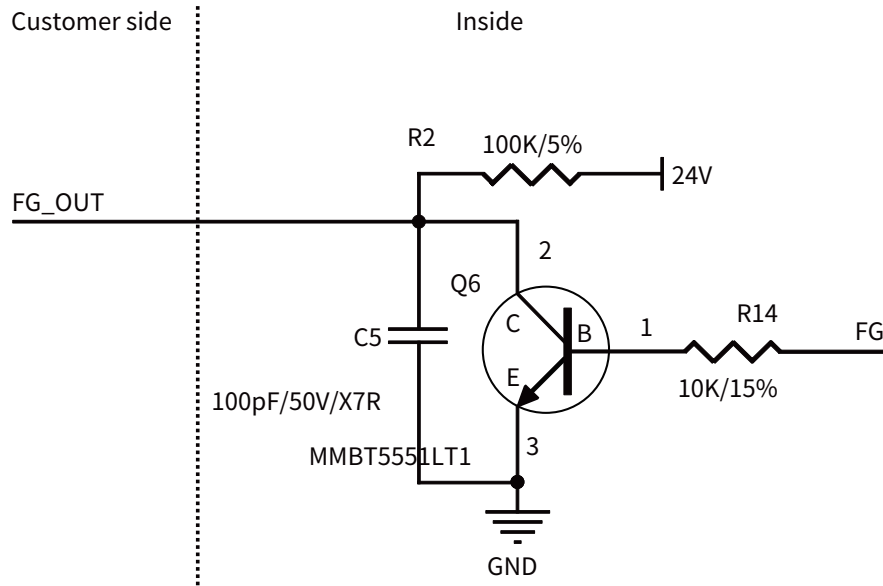 Customer side
Inside
R2
100K/5%
24V
FG_OUT
2
Q6
C
B
1
R14
FG
C5
E
10K/15%
100pF/50V/X7R
MMBT5551LT1
3
GND